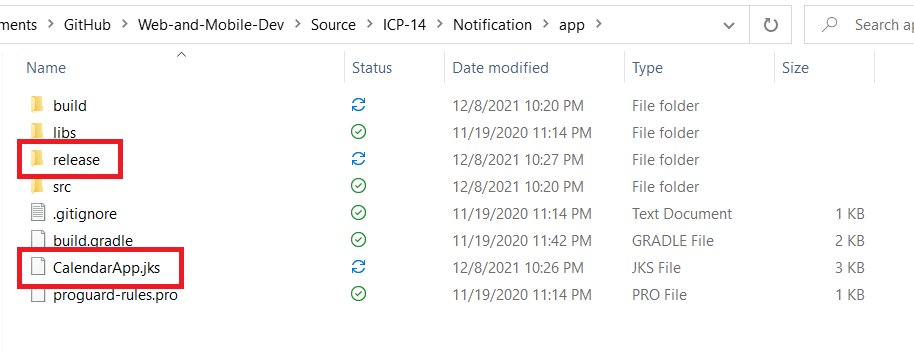 ments > GitHub > Web-and-Mobile-Dev > Source > ICP-14 > Notification > app > Search ap
Name Status Date modified Type Size
build 12/8/2021 10:20 PM File folder
libs 11/19/2020 11:14 PM File folder
release 12/8/2021 10:27 PM File folder
src 12/8/2021 10:20 PM File folder
.gitignore 11/19/2020 11:14 PM Text Document 1 KB
build.gradle 11/19/2020 11:42 PM GRADLE File 2 KB
CalendarApp.jks 12/8/2021 10:26 PM JKS File 3 KB
proguard-rules.pro 11/19/2020 11:14 PM PRO File 1 KB